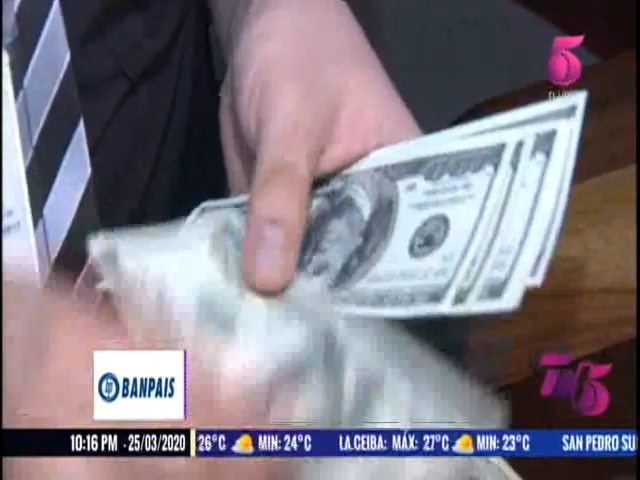 5
BANPAIS
TN5
10:16 PM - 25/03/2020 26°C MIN: 24°C LA CEIBA: MÁX: 27°C MIN: 23°C SAN PEDRO SU